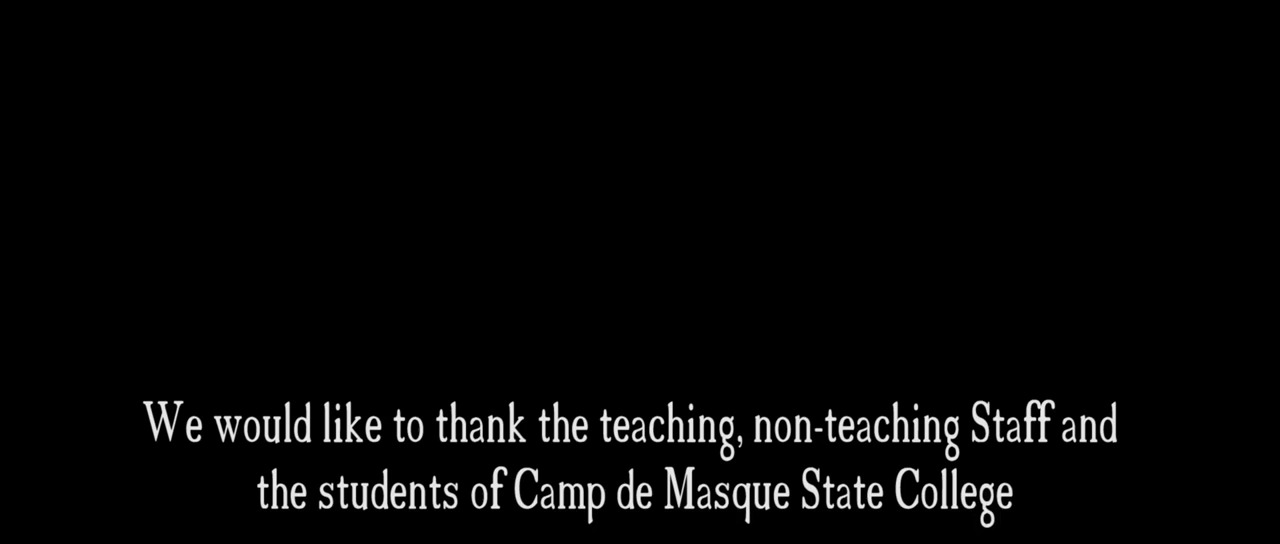 We would like to thank the teaching, non-teaching Staff and
the students of Camp de Masque State College